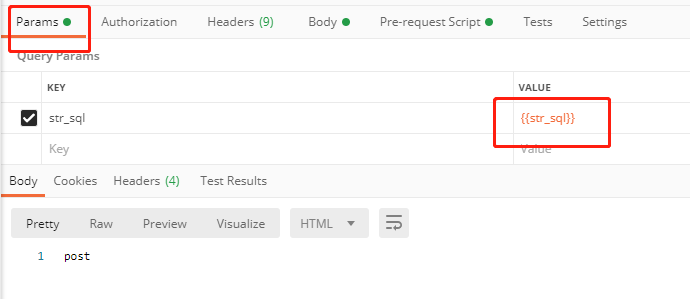 Params Authorization Headers (9) Body Pre-request Script Tests Settings
Query Params
KEY VALUE
str_sql {{str_sql}}
Key Value
Body Cookies Headers (4) Test Results
Pretty Raw Preview Visualize HTML
1 post